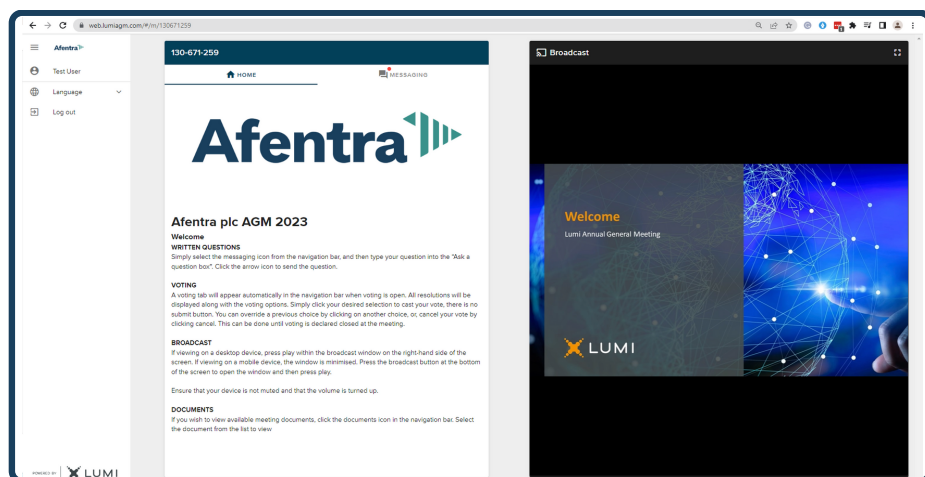 web.lumiagm.com/#/m/130671259
Afentra
Test User
Language
Log out
POWERED BY LUMI
130-671-259
HOME
MESSAGING
Afentra
Afentra plc AGM 2023
Welcome
WRITTEN QUESTIONS
Simply select the messaging icon from the navigation bar, and then type your question into the "Ask a
question box". Click the arrow icon to send the question.
VOTING
A voting tab will appear automatically in the navigation bar when voting is open. All resolutions will be
displayed along with the voting options. Simply click your desired selection to cast your vote, there is no
submit button. You can override a previous choice by clicking on another choice, or, cancel your vote by
clicking cancel. This can be done until voting is declared closed at the meeting.
BROADCAST
If viewing on a desktop device, press play within the broadcast window on the right-hand side of the
screen. If viewing on a mobile device, the window is minimised. Press the broadcast button at the bottom
of the screen to open the window and then press play.
Ensure that your device is not muted and that the volume is turned up.
DOCUMENTS
If you wish to view available meeting documents, click the documents icon in the navigation bar. Select
the document from the list to view
Broadcast
Welcome
Lumi Annual General Meeting
LUMI